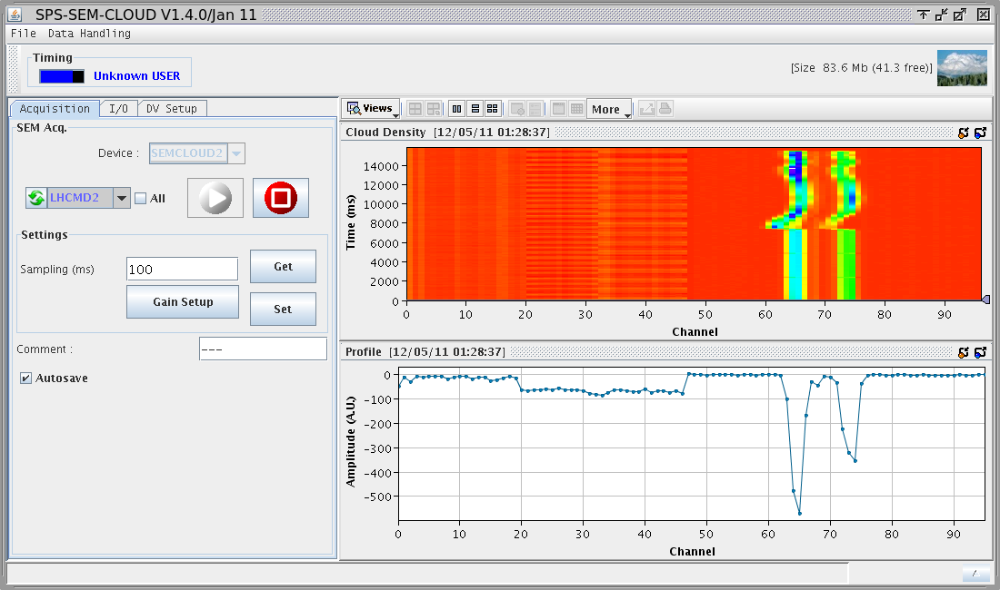 SPS-SEM-CLOUD V1.4.0/Jan 11
File Data Handling
Timing
Unknown USER
[Size 83.6 Mb (41.3 free)]
Acquisition I/O DV Setup
SEM Acq.
Device : SEMCLOUD2
LHCMD2 All
Settings
Sampling (ms) 100 Get
Gain Setup Set
Comment : ---
Autosave
Views More
Cloud Density [12/05/11 01:28:37]
Time (ms)
14000
12000
10000
8000
6000
4000
2000
0
0 10 20 30 40 50 60 70 80 90
Channel
Profile [12/05/11 01:28:37]
Amplitude (A.U.)
0
-100
-200
-300
-400
-500
0 10 20 30 40 50 60 70 80 90
Channel